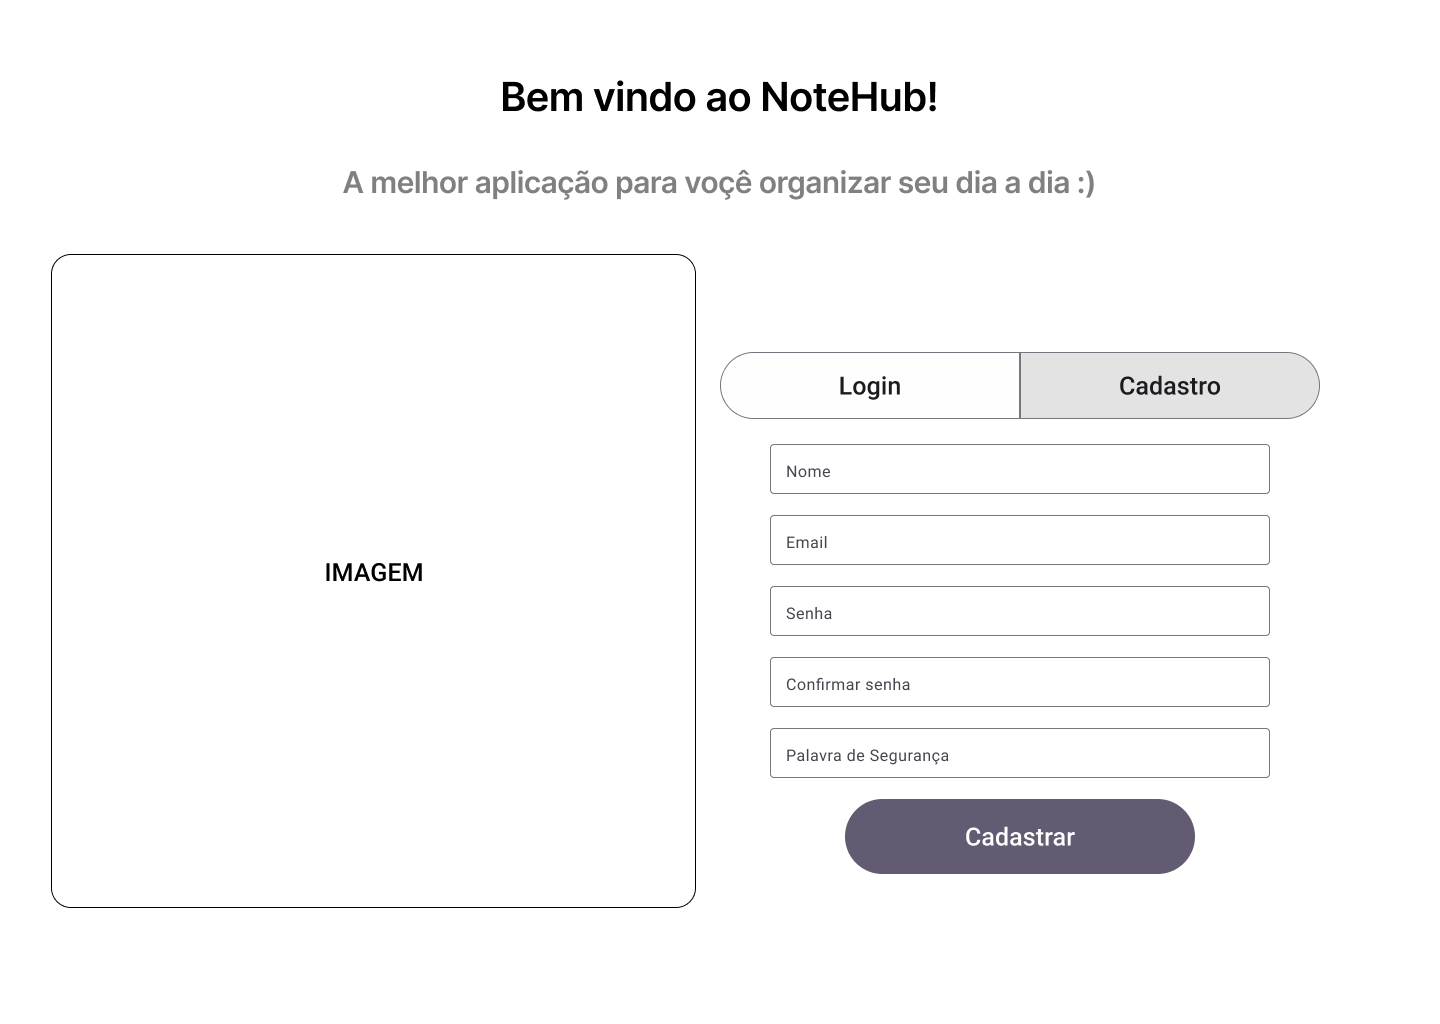 Bem vindo ao NoteHub!
A melhor aplicação para voçê organizar seu dia a dia :)
IMAGEM
Login
Cadastro
Nome
Email
Senha
Confirmar senha
Palavra de Segurança
Cadastrar